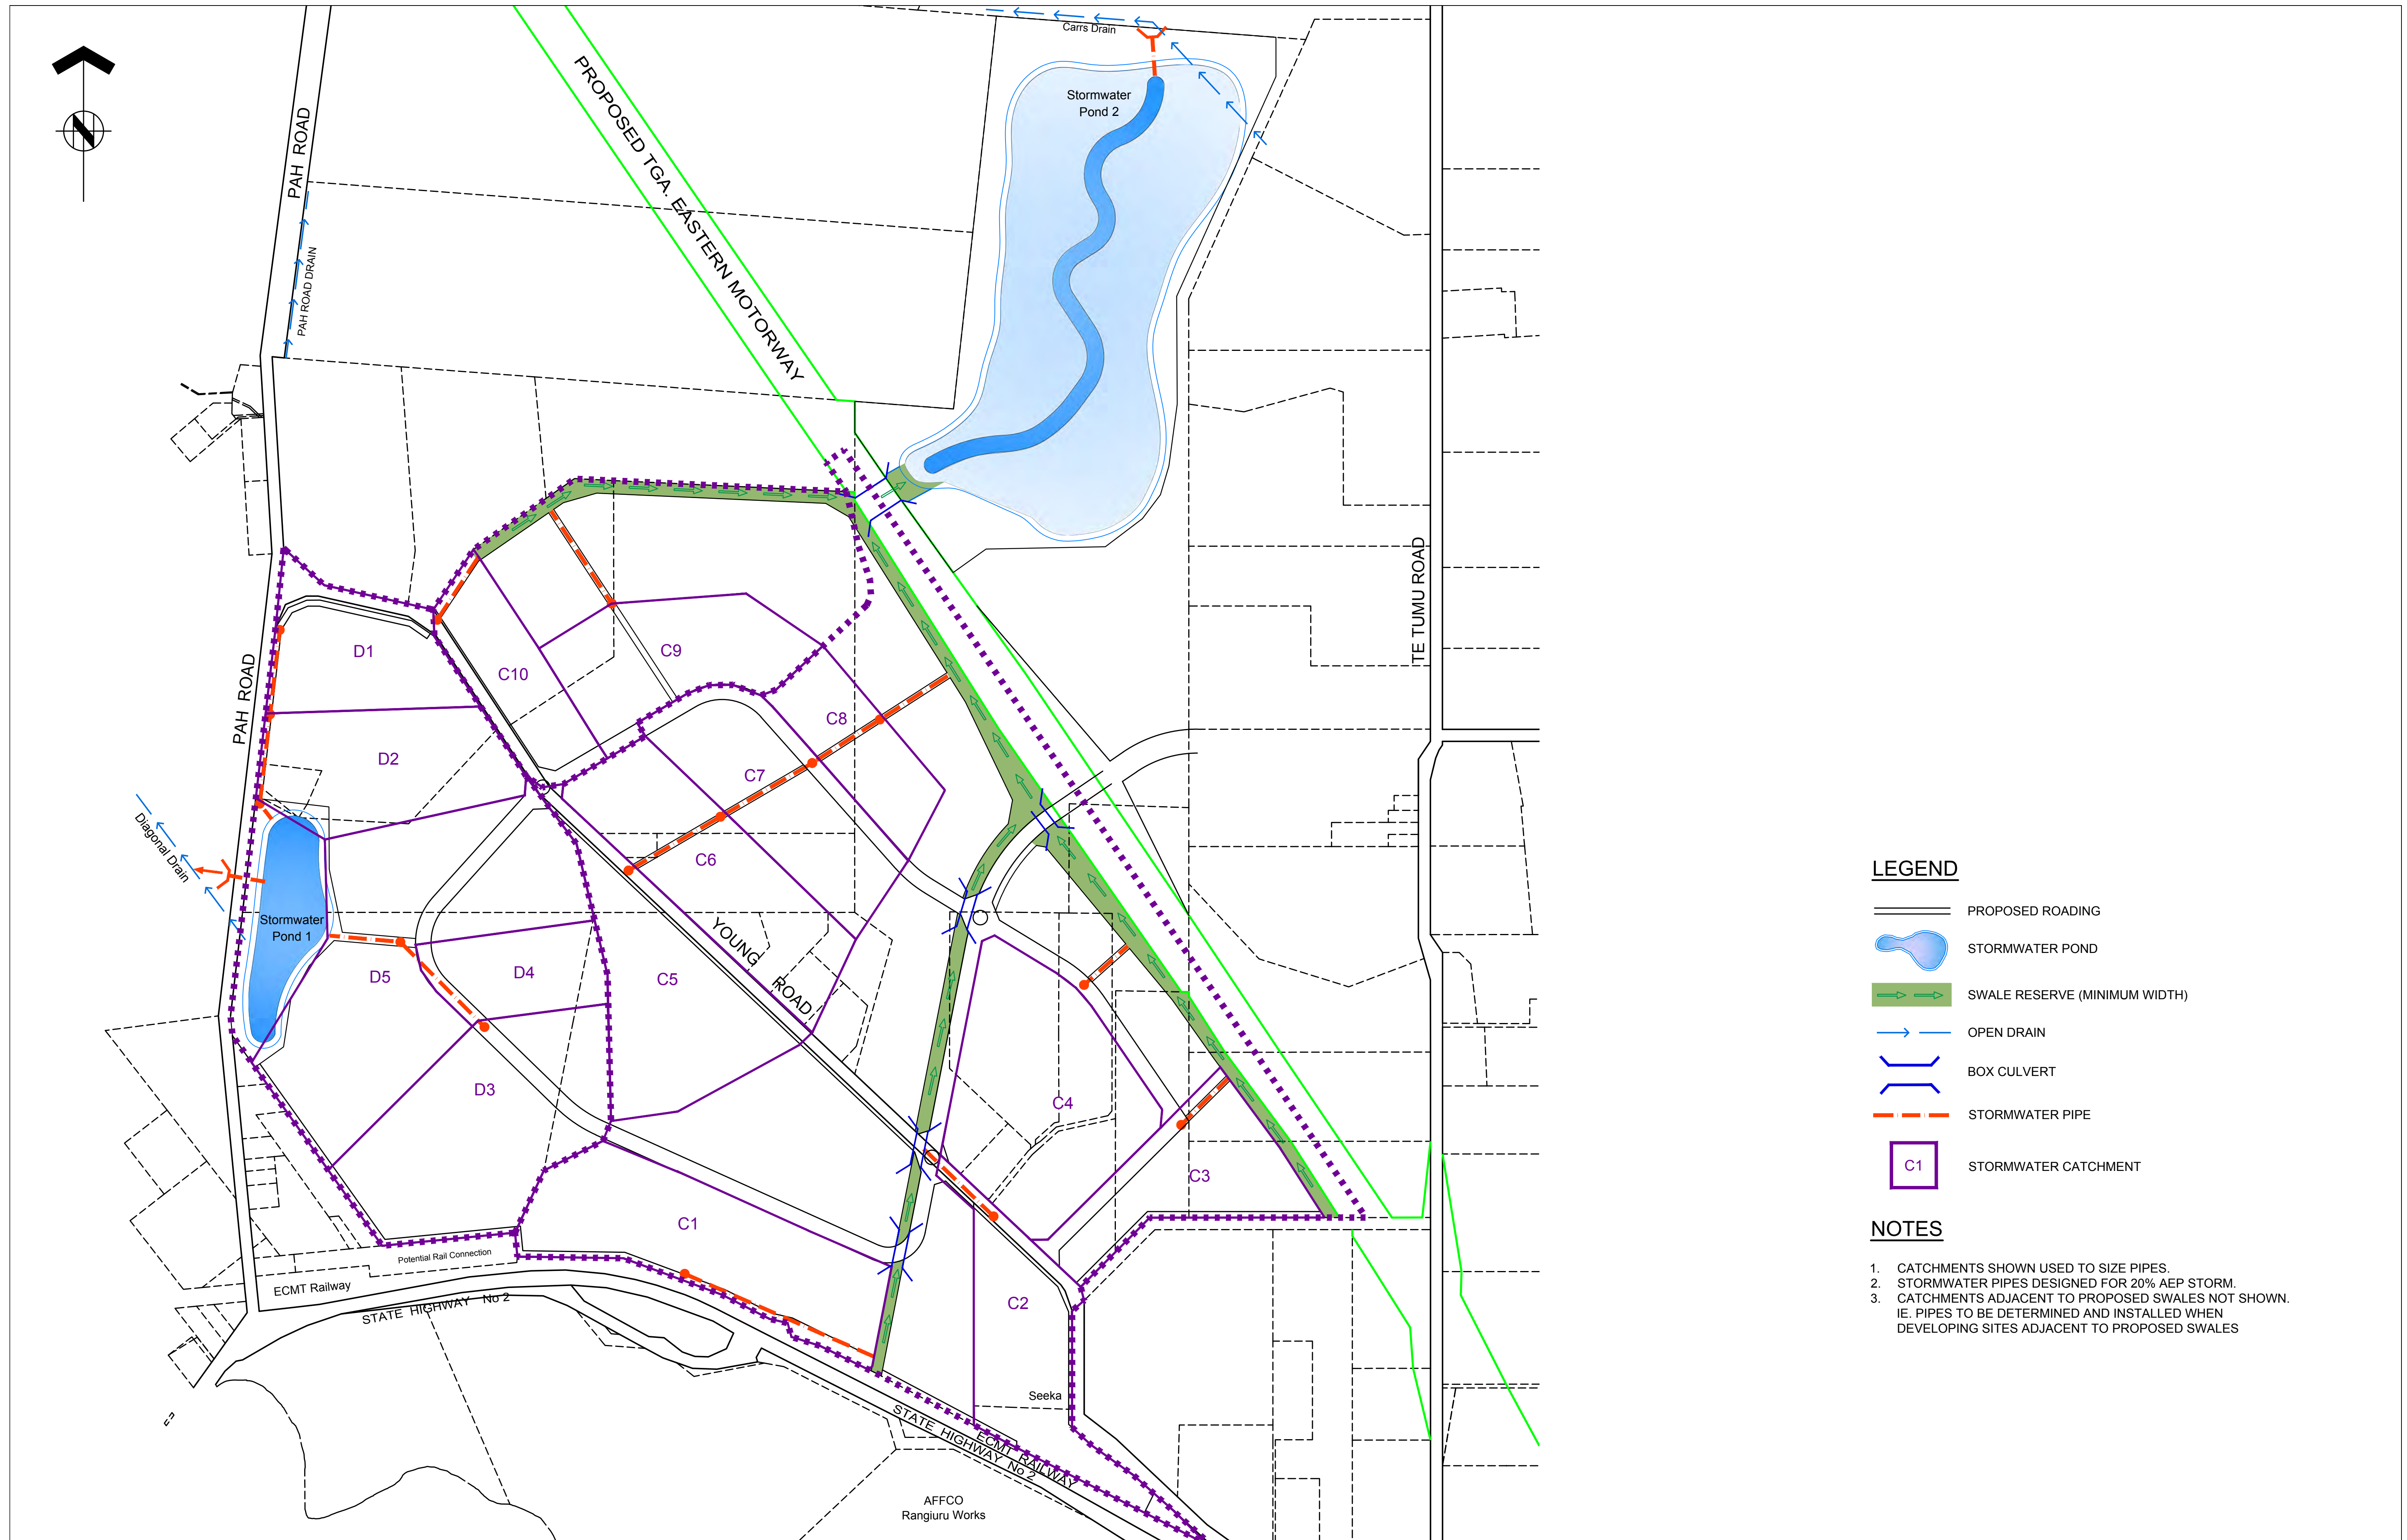 Carrs Drain
Stormwater
Pond 2
PROPOSED TGA. EASTERN MOTORWAY
PAH ROAD
PAH ROAD DRAIN
TE TUMU ROAD
PAH ROAD
D1
C10
C9
D2
C8
C7
C6
Diagonal Drain
Stormwater
Pond 1
D5
D4
C5
YOUNG ROAD
D3
C4
C3
C1
C2
Potential Rail Connection
ECMT Railway
STATE HIGHWAY No 2
Seeka
STATE HIGHWAY No 2
ECMT RAILWAY
AFFCO
Rangiuru Works
LEGEND
PROPOSED ROADING
STORMWATER POND
SWALE RESERVE (MINIMUM WIDTH)
OPEN DRAIN
BOX CULVERT
STORMWATER PIPE
C1
STORMWATER CATCHMENT
NOTES
1. CATCHMENTS SHOWN USED TO SIZE PIPES.
2. STORMWATER PIPES DESIGNED FOR 20% AEP STORM.
3. CATCHMENTS ADJACENT TO PROPOSED SWALES NOT SHOWN.
IE. PIPES TO BE DETERMINED AND INSTALLED WHEN
DEVELOPING SITES ADJACENT TO PROPOSED SWALES